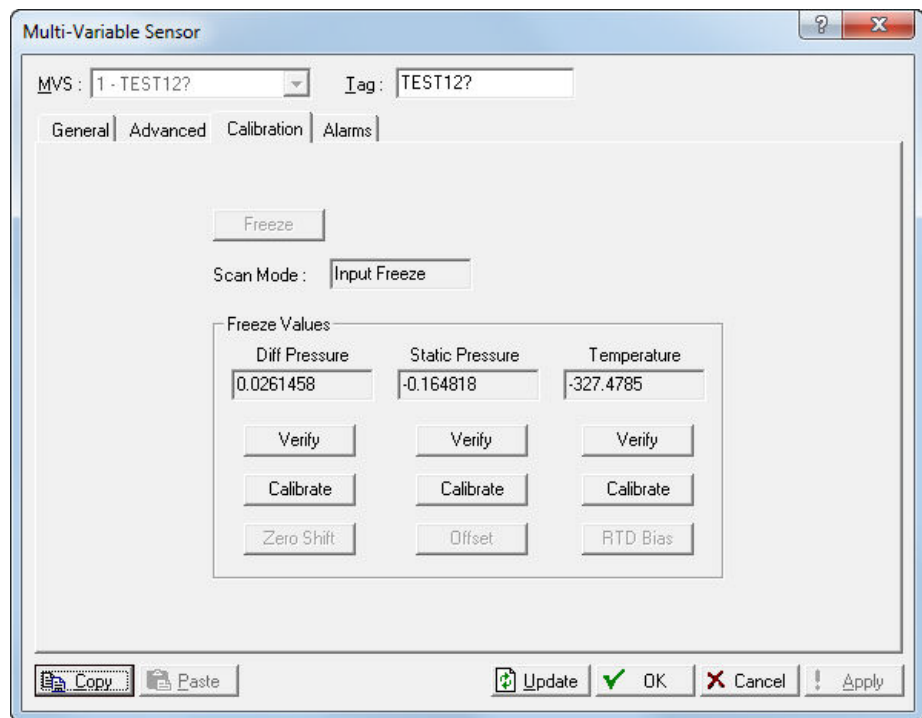 Multi-Variable Sensor
MVS : 1 - TEST12? Tag : TEST12?
General Advanced Calibration Alarms
Freeze
Scan Mode : Input Freeze
Freeze Values
Diff Pressure Static Pressure Temperature
0.0261458 -0.164818 -327.4785
Verify Verify Verify
Calibrate Calibrate Calibrate
Zero Shift Offset RTD Bias
Copy Paste Update OK Cancel ! Apply